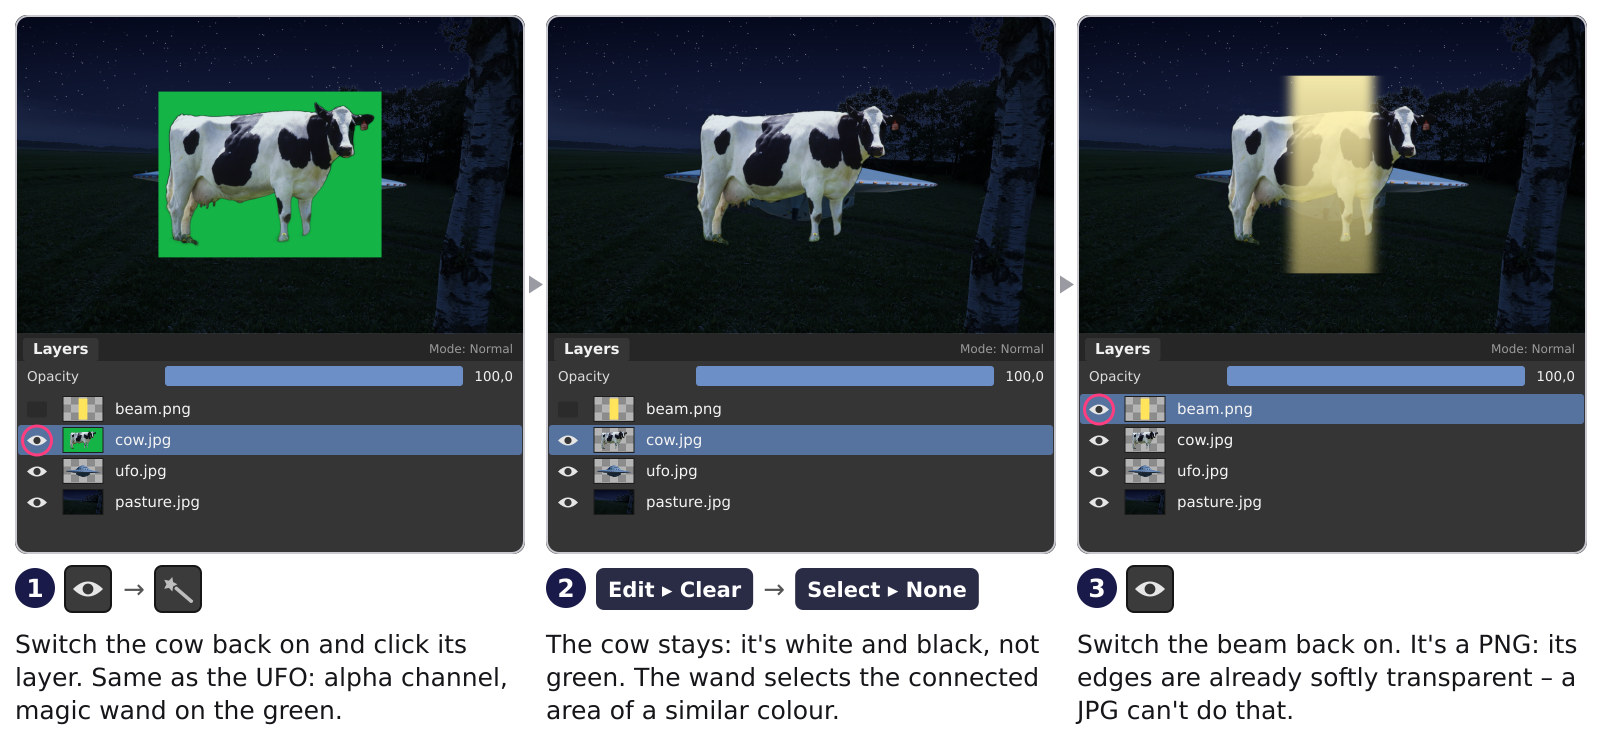 Layers
Mode: Normal
Opacity
100,0
beam.png
cow.jpg
ufo.jpg
pasture.jpg
1 →
Switch the cow back on and click its
layer. Same as the UFO: alpha channel,
magic wand on the green.
Layers
Mode: Normal
Opacity
100,0
beam.png
cow.jpg
ufo.jpg
pasture.jpg
2 Edit ▸ Clear → Select ▸ None
The cow stays: it's white and black, not
green. The wand selects the connected
area of a similar colour.
Layers
Mode: Normal
Opacity
100,0
beam.png
cow.jpg
ufo.jpg
pasture.jpg
3
Switch the beam back on. It's a PNG: its
edges are already softly transparent – a
JPG can't do that.